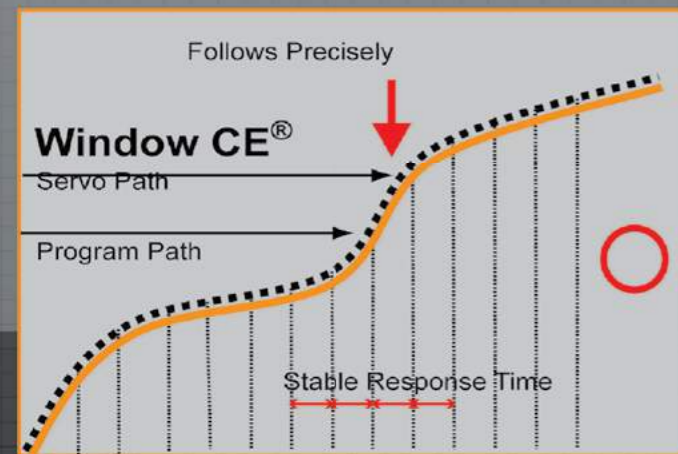 Follows Precisely
Window CE®
Servo Path
Program Path
Stable Response Time